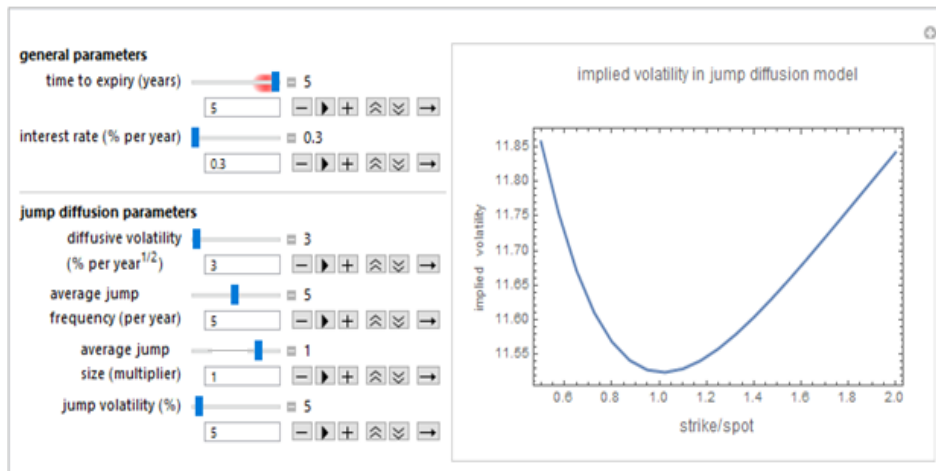 general parameters
time to expiry (years) 5
5
interest rate (% per year) 0.3
0.3
jump diffusion parameters
diffusive volatility 3
(% per year^1/2) 3
average jump 5
frequency (per year) 5
average jump 1
size (multiplier) 1
jump volatility (%) 5
5
implied volatility in jump diffusion model
11.85
11.80
11.75
11.70
11.65
11.60
11.55
implied volatility
0.6 0.8 1.0 1.2 1.4 1.6 1.8 2.0
strike/spot